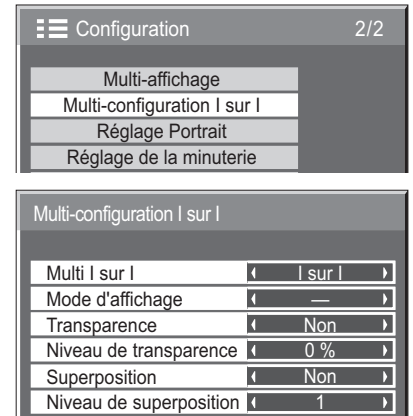 Configuration 2/2
Multi-affichage
Multi-configuration I sur I
Réglage Portrait
Réglage de la minuterie
Multi-configuration I sur I
Multi I sur I I sur I
Mode d'affichage —
Transparence Non
Niveau de transparence 0 %
Superposition Non
Niveau de superposition 1